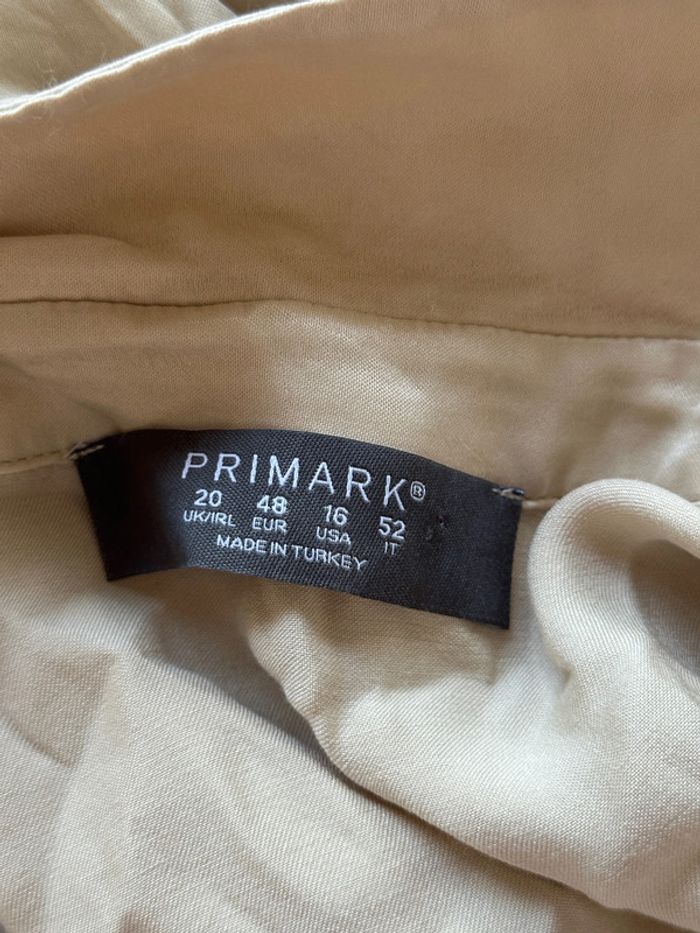 PRIMARK®
20 48 16 52
UK/IRL EUR USA IT
MADE IN TURKEY